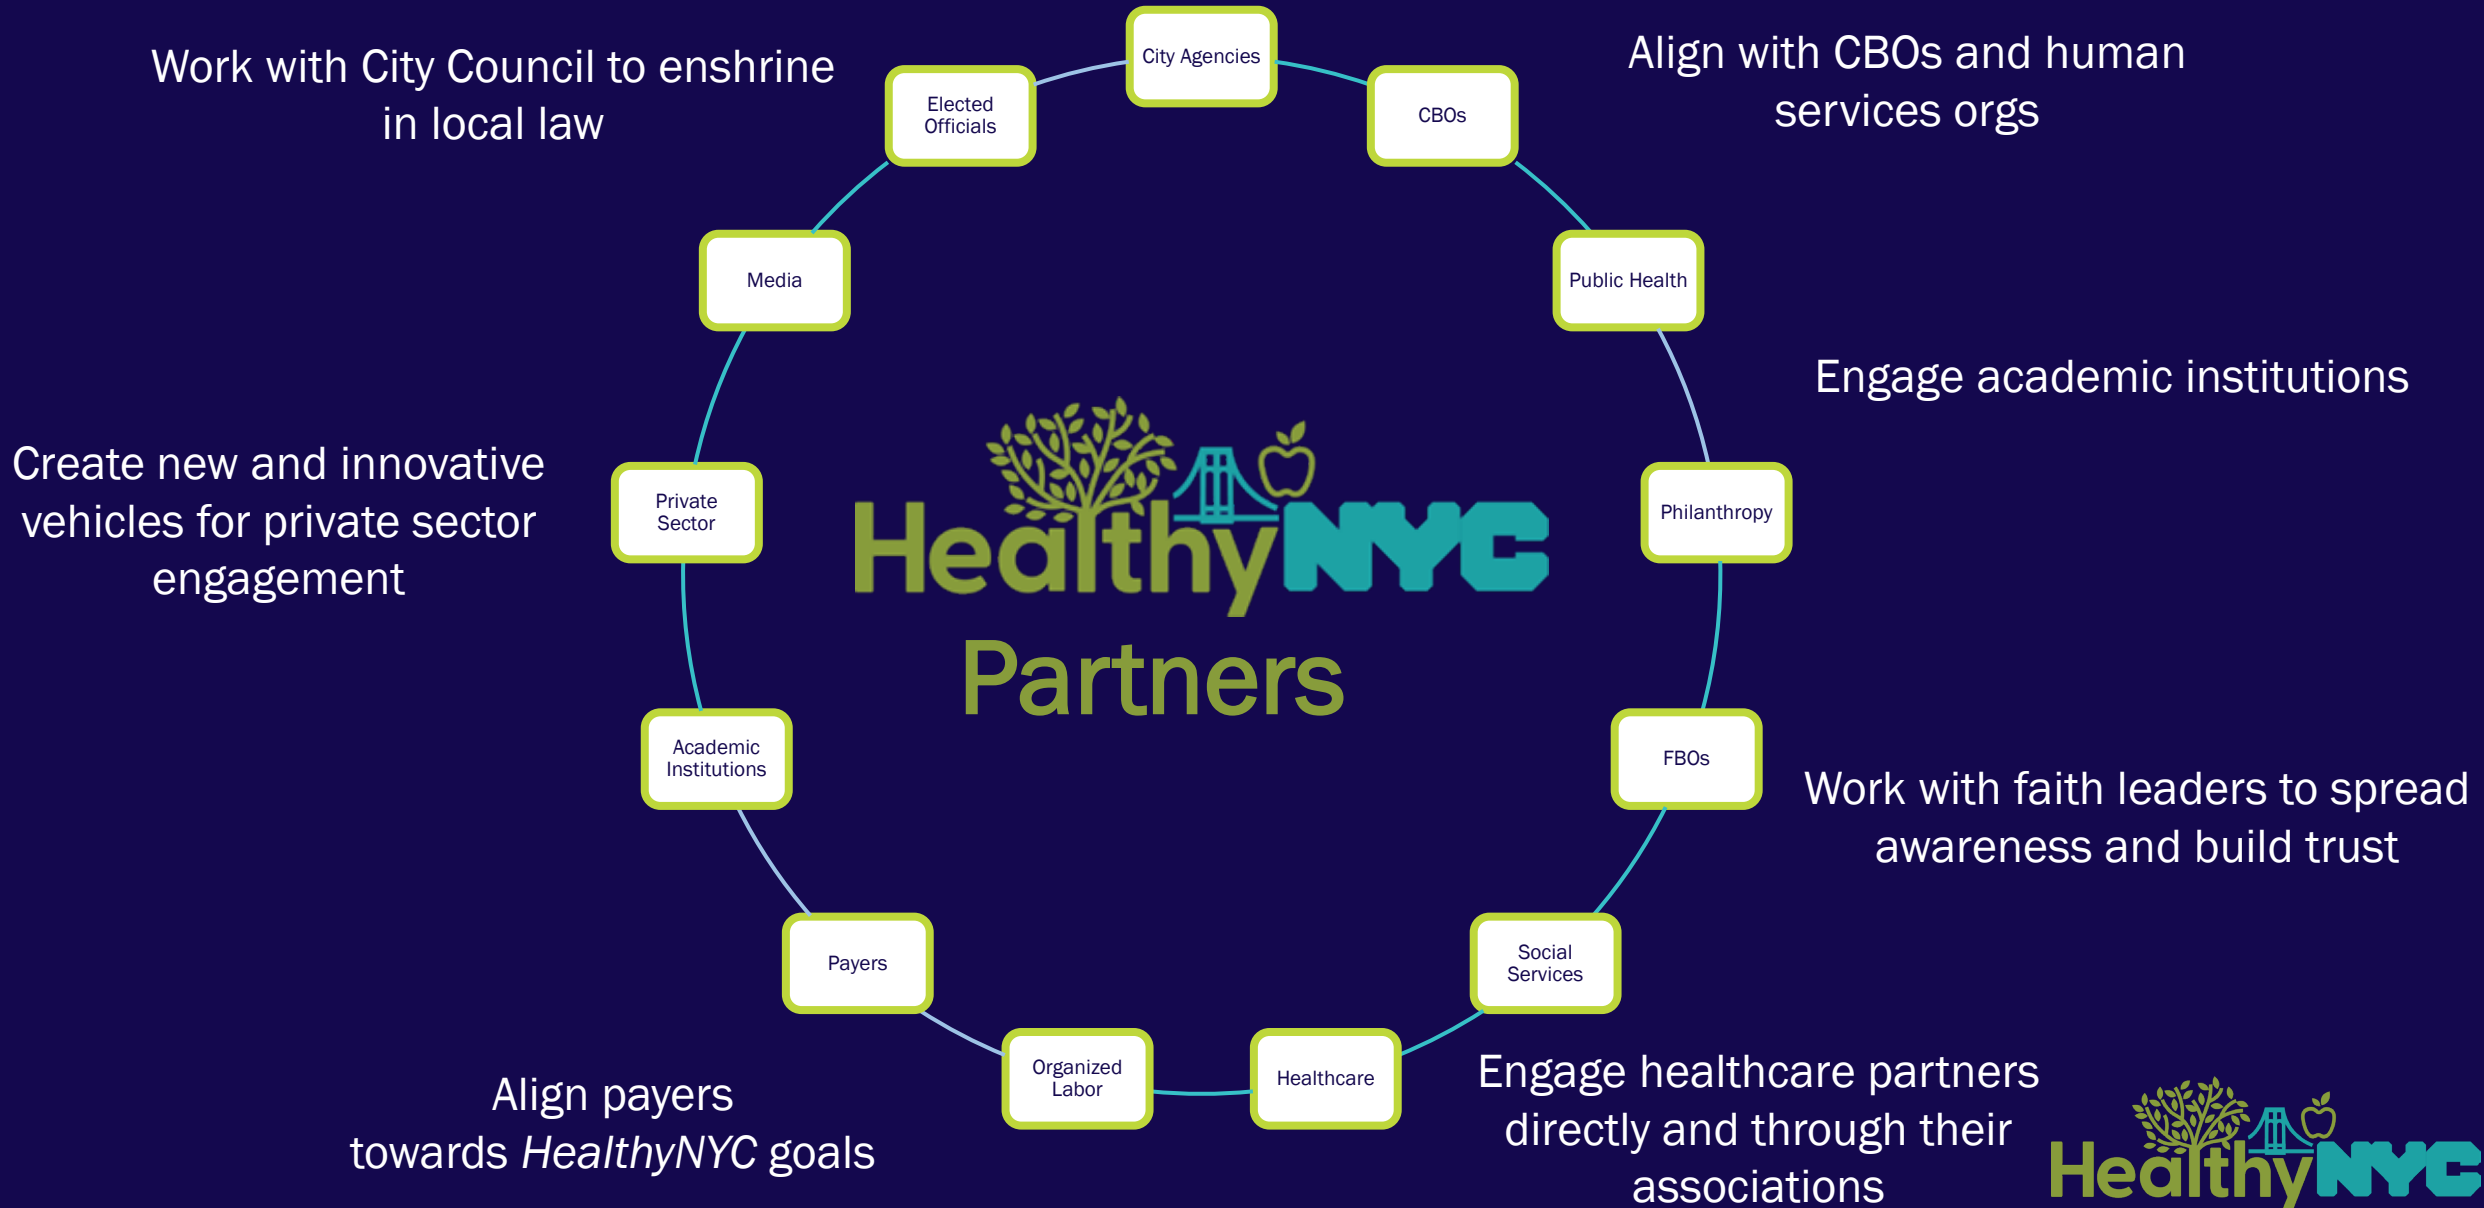 City Agencies
Work with City Council to enshrine
in local law
Elected
Officials
CBOs
Align with CBOs and human
services orgs
Media
Public Health
Engage academic institutions
Create new and innovative
vehicles for private sector
engagement
Private
Sector
Philanthropy
HealthyNYC
Partners
Academic
Institutions
FBOs
Work with faith leaders to spread
awareness and build trust
Payers
Social
Services
Organized
Labor
Healthcare
Align payers
towards HealthyNYC goals
Engage healthcare partners
directly and through their
associations
HealthyNYC